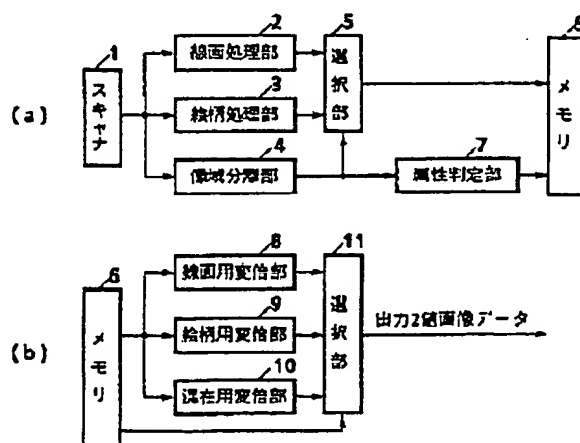 (a)
1
スキャナ
2
線画処理部
3
絵柄処理部
4
像域分離部
5
選択部
7
属性判定部
6
メモリ
(b)
6
メモリ
8
線画用変倍部
9
絵柄用変倍部
10
混在用変倍部
11
選択部
出力2値画像データ